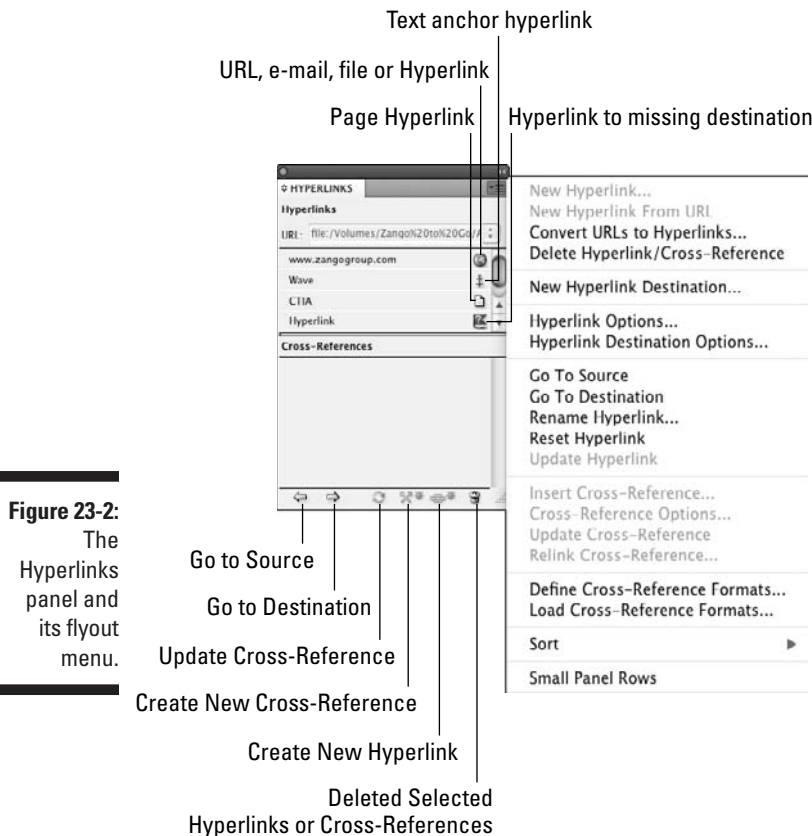 Text anchor hyperlink
URL, e-mail, file or Hyperlink
Page Hyperlink
Hyperlink to missing destination
HYPERLINKS
Hyperlinks
URL: file:/Volumes/Zango%20to%20Go/A
www.zangogroup.com
Wave
CTIA
Hyperlink
Cross-References
New Hyperlink...
New Hyperlink From URL
Convert URLs to Hyperlinks...
Delete Hyperlink/Cross-Reference
New Hyperlink Destination...
Hyperlink Options...
Hyperlink Destination Options...
Go To Source
Go To Destination
Rename Hyperlink...
Reset Hyperlink
Update Hyperlink
Insert Cross-Reference...
Cross-Reference Options...
Update Cross-Reference
Relink Cross-Reference...
Define Cross-Reference Formats...
Load Cross-Reference Formats...
Sort
Small Panel Rows
Figure 23-2:
The
Hyperlinks
panel and
its flyout
menu.
Go to Source
Go to Destination
Update Cross-Reference
Create New Cross-Reference
Create New Hyperlink
Deleted Selected
Hyperlinks or Cross-References